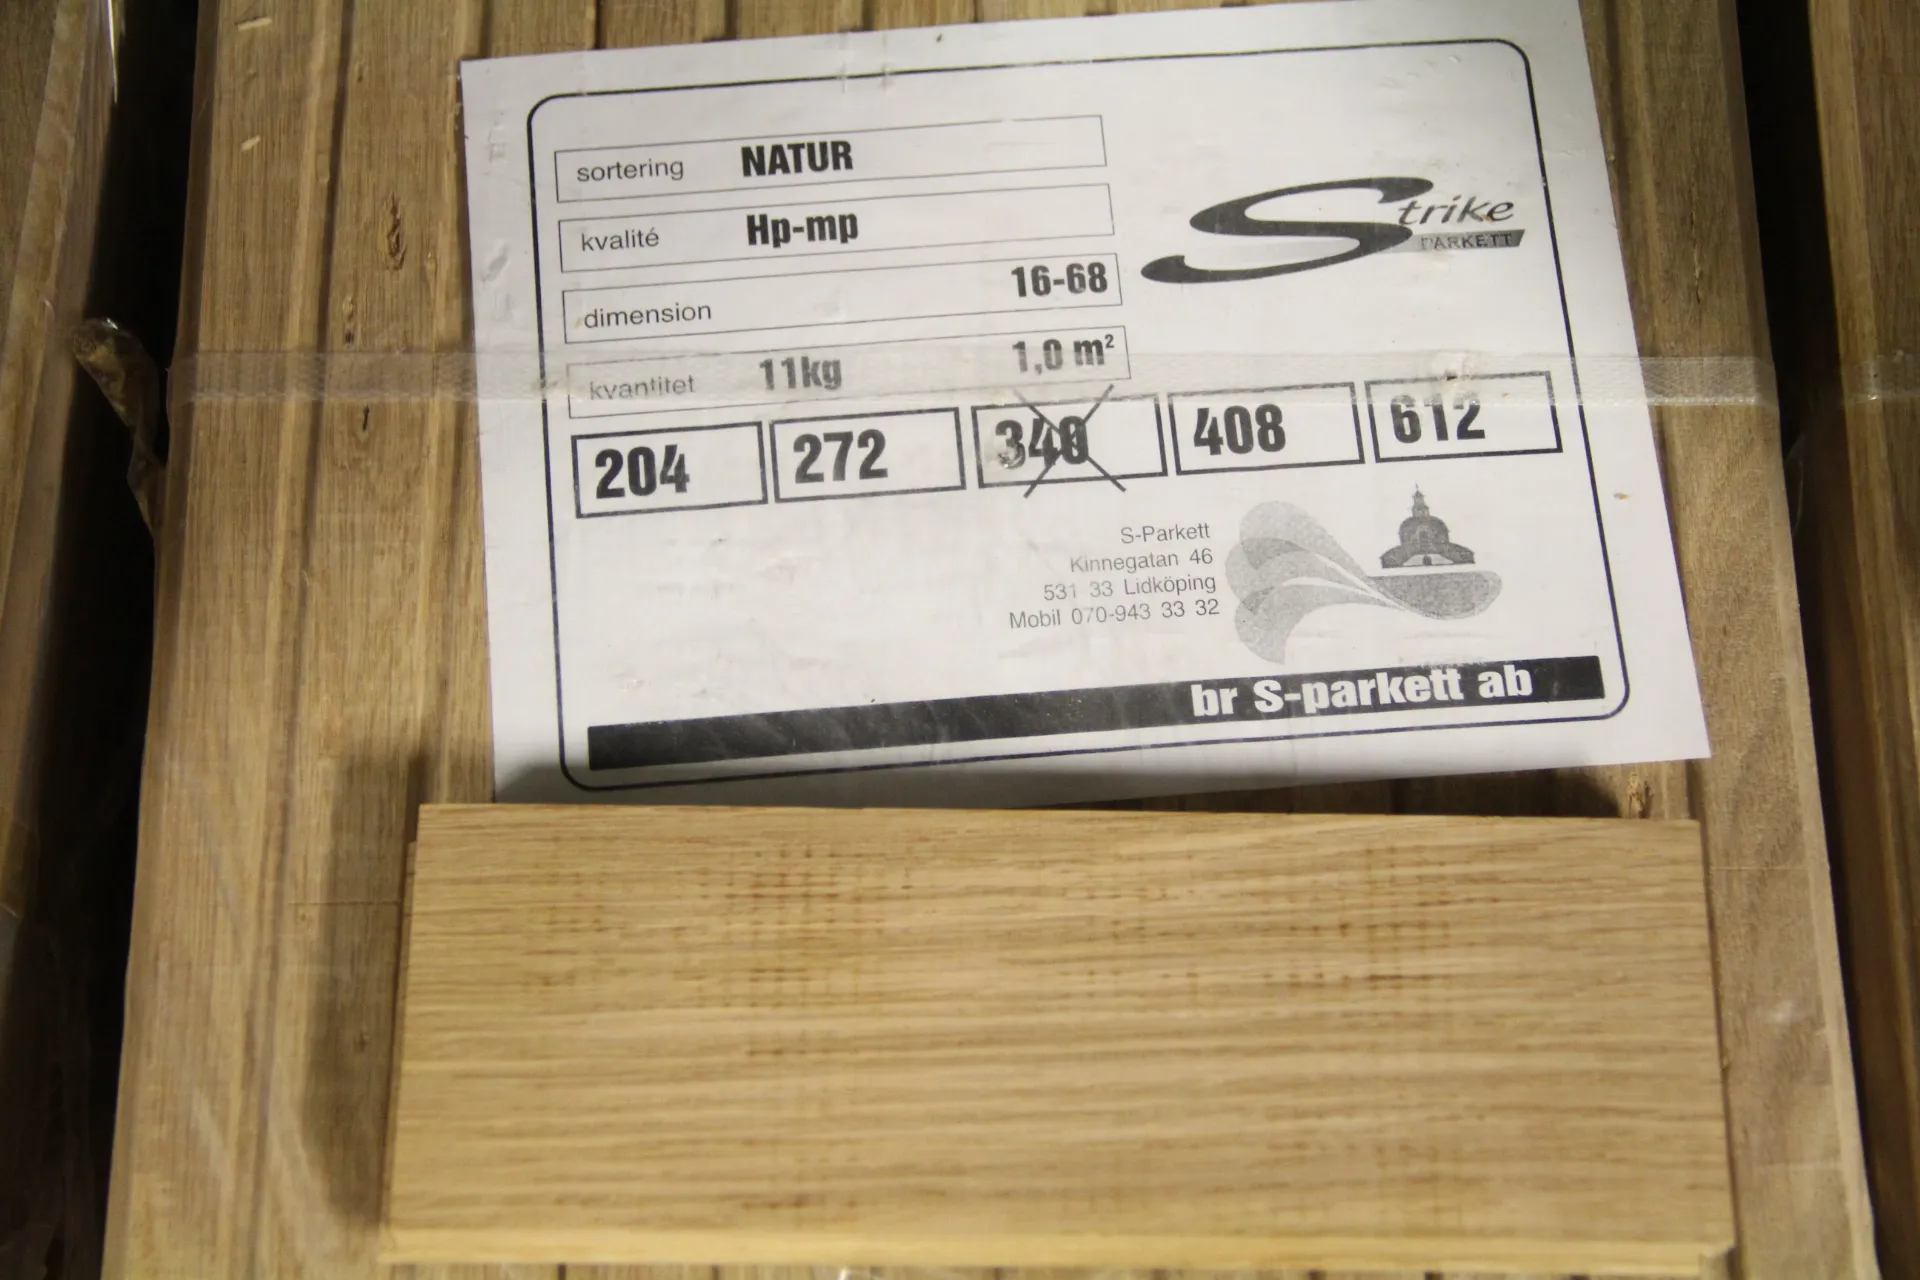 sortering NATUR
kvalité Hp-mp
dimension 16-68
kvantitet 11kg 1,0 m²
204 272 340 408 612
Strike
PARKETT
S-Parkett
Kinnegatan 46
531 33 Lidköping
Mobil 070-943 33 32
br S-parkett ab